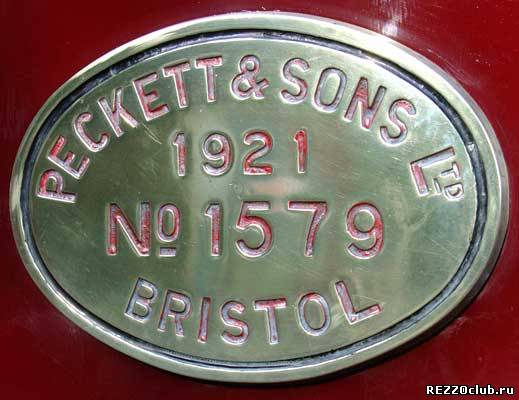 PECKETT & SONS LTD
1921
No 1579
BRISTOL
REZZOclub.ru